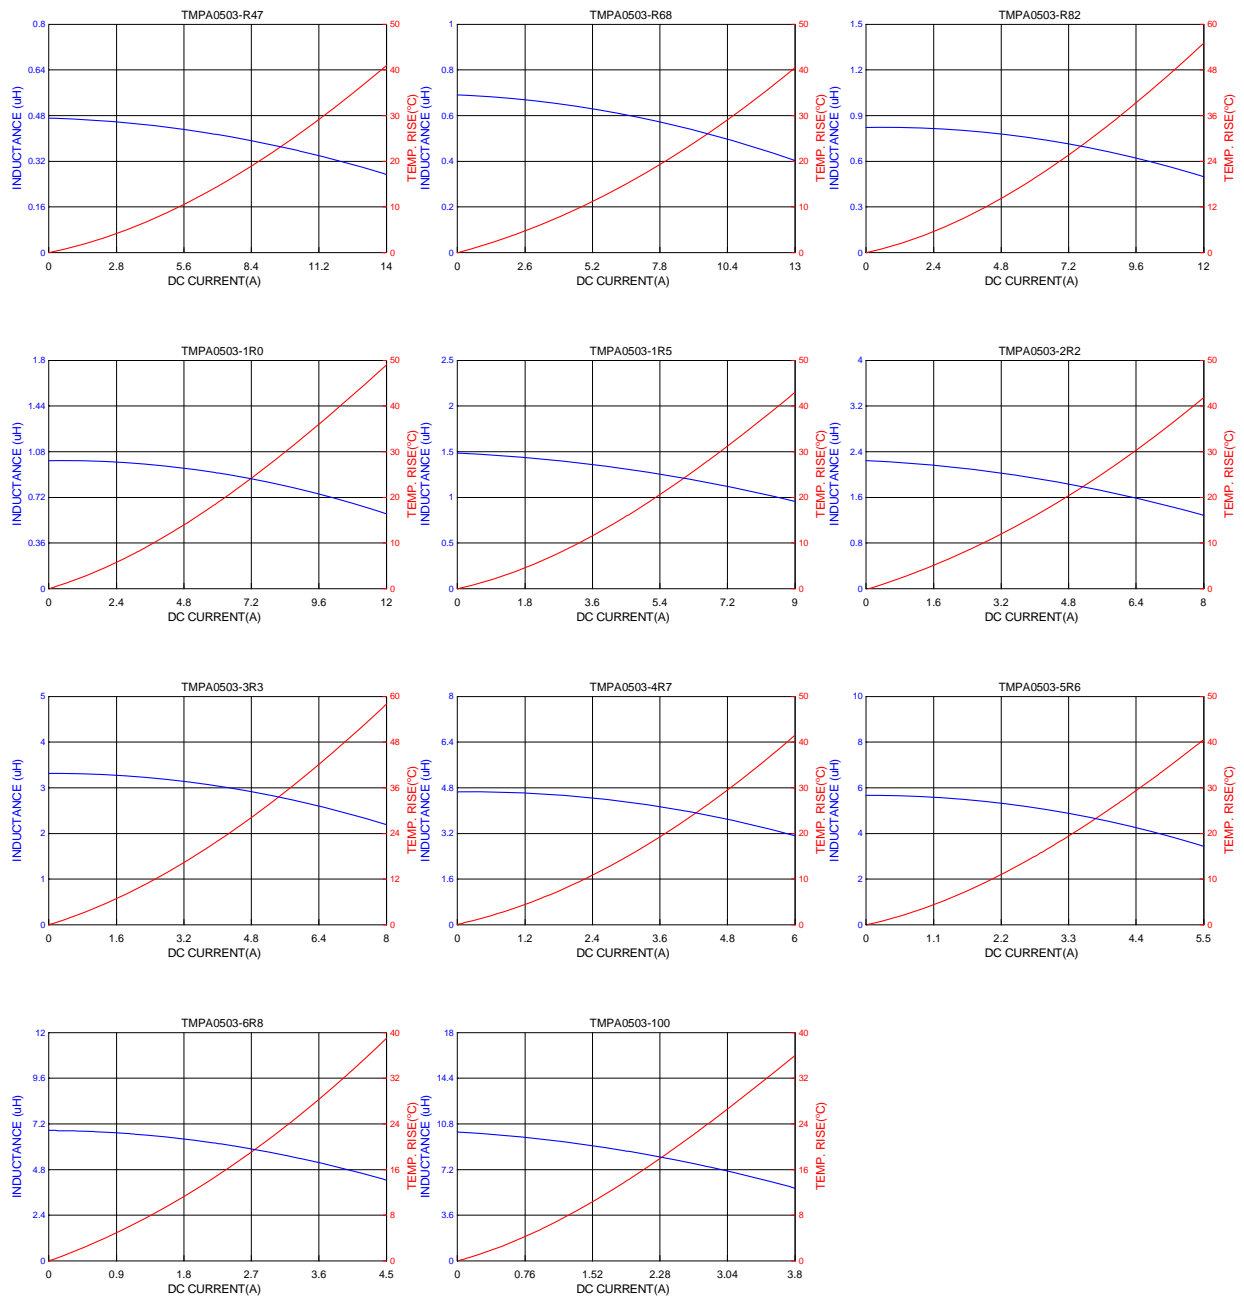 TMPA0503-R47
0.8
0.64
0.48
0.32
0.16
0
50
40
30
20
10
0
0 2.8 5.6 8.4 11.2 14
DC CURRENT(A)
INDUCTANCE (uH)
TEMP. RISE(°C)
TMPA0503-R68
1
0.8
0.6
0.4
0.2
0
50
40
30
20
10
0
0 2.6 5.2 7.8 10.4 13
DC CURRENT(A)
INDUCTANCE (uH)
TEMP. RISE(°C)
TMPA0503-R82
1.5
1.2
0.9
0.6
0.3
0
60
48
36
24
12
0
0 2.4 4.8 7.2 9.6 12
DC CURRENT(A)
INDUCTANCE (uH)
TEMP. RISE(°C)
TMPA0503-1R0
1.8
1.44
1.08
0.72
0.36
0
50
40
30
20
10
0
0 2.4 4.8 7.2 9.6 12
DC CURRENT(A)
INDUCTANCE (uH)
TEMP. RISE(°C)
TMPA0503-1R5
2.5
2
1.5
1
0.5
0
50
40
30
20
10
0
0 1.8 3.6 5.4 7.2 9
DC CURRENT(A)
INDUCTANCE (uH)
TEMP. RISE(°C)
TMPA0503-2R2
4
3.2
2.4
1.6
0.8
0
50
40
30
20
10
0
0 1.6 3.2 4.8 6.4 8
DC CURRENT(A)
INDUCTANCE (uH)
TEMP. RISE(°C)
TMPA0503-3R3
5
4
3
2
1
0
60
48
36
24
12
0
0 1.6 3.2 4.8 6.4 8
DC CURRENT(A)
INDUCTANCE (uH)
TEMP. RISE(°C)
TMPA0503-4R7
8
6.4
4.8
3.2
1.6
0
50
40
30
20
10
0
0 1.2 2.4 3.6 4.8 6
DC CURRENT(A)
INDUCTANCE (uH)
TEMP. RISE(°C)
TMPA0503-5R6
10
8
6
4
2
0
50
40
30
20
10
0
0 1.1 2.2 3.3 4.4 5.5
DC CURRENT(A)
INDUCTANCE (uH)
TEMP. RISE(°C)
TMPA0503-6R8
12
9.6
7.2
4.8
2.4
0
40
32
24
16
8
0
0 0.9 1.8 2.7 3.6 4.5
DC CURRENT(A)
INDUCTANCE (uH)
TEMP. RISE(°C)
TMPA0503-100
18
14.4
10.8
7.2
3.6
0
40
32
24
16
8
0
0 0.76 1.52 2.28 3.04 3.8
DC CURRENT(A)
INDUCTANCE (uH)
TEMP. RISE(°C)